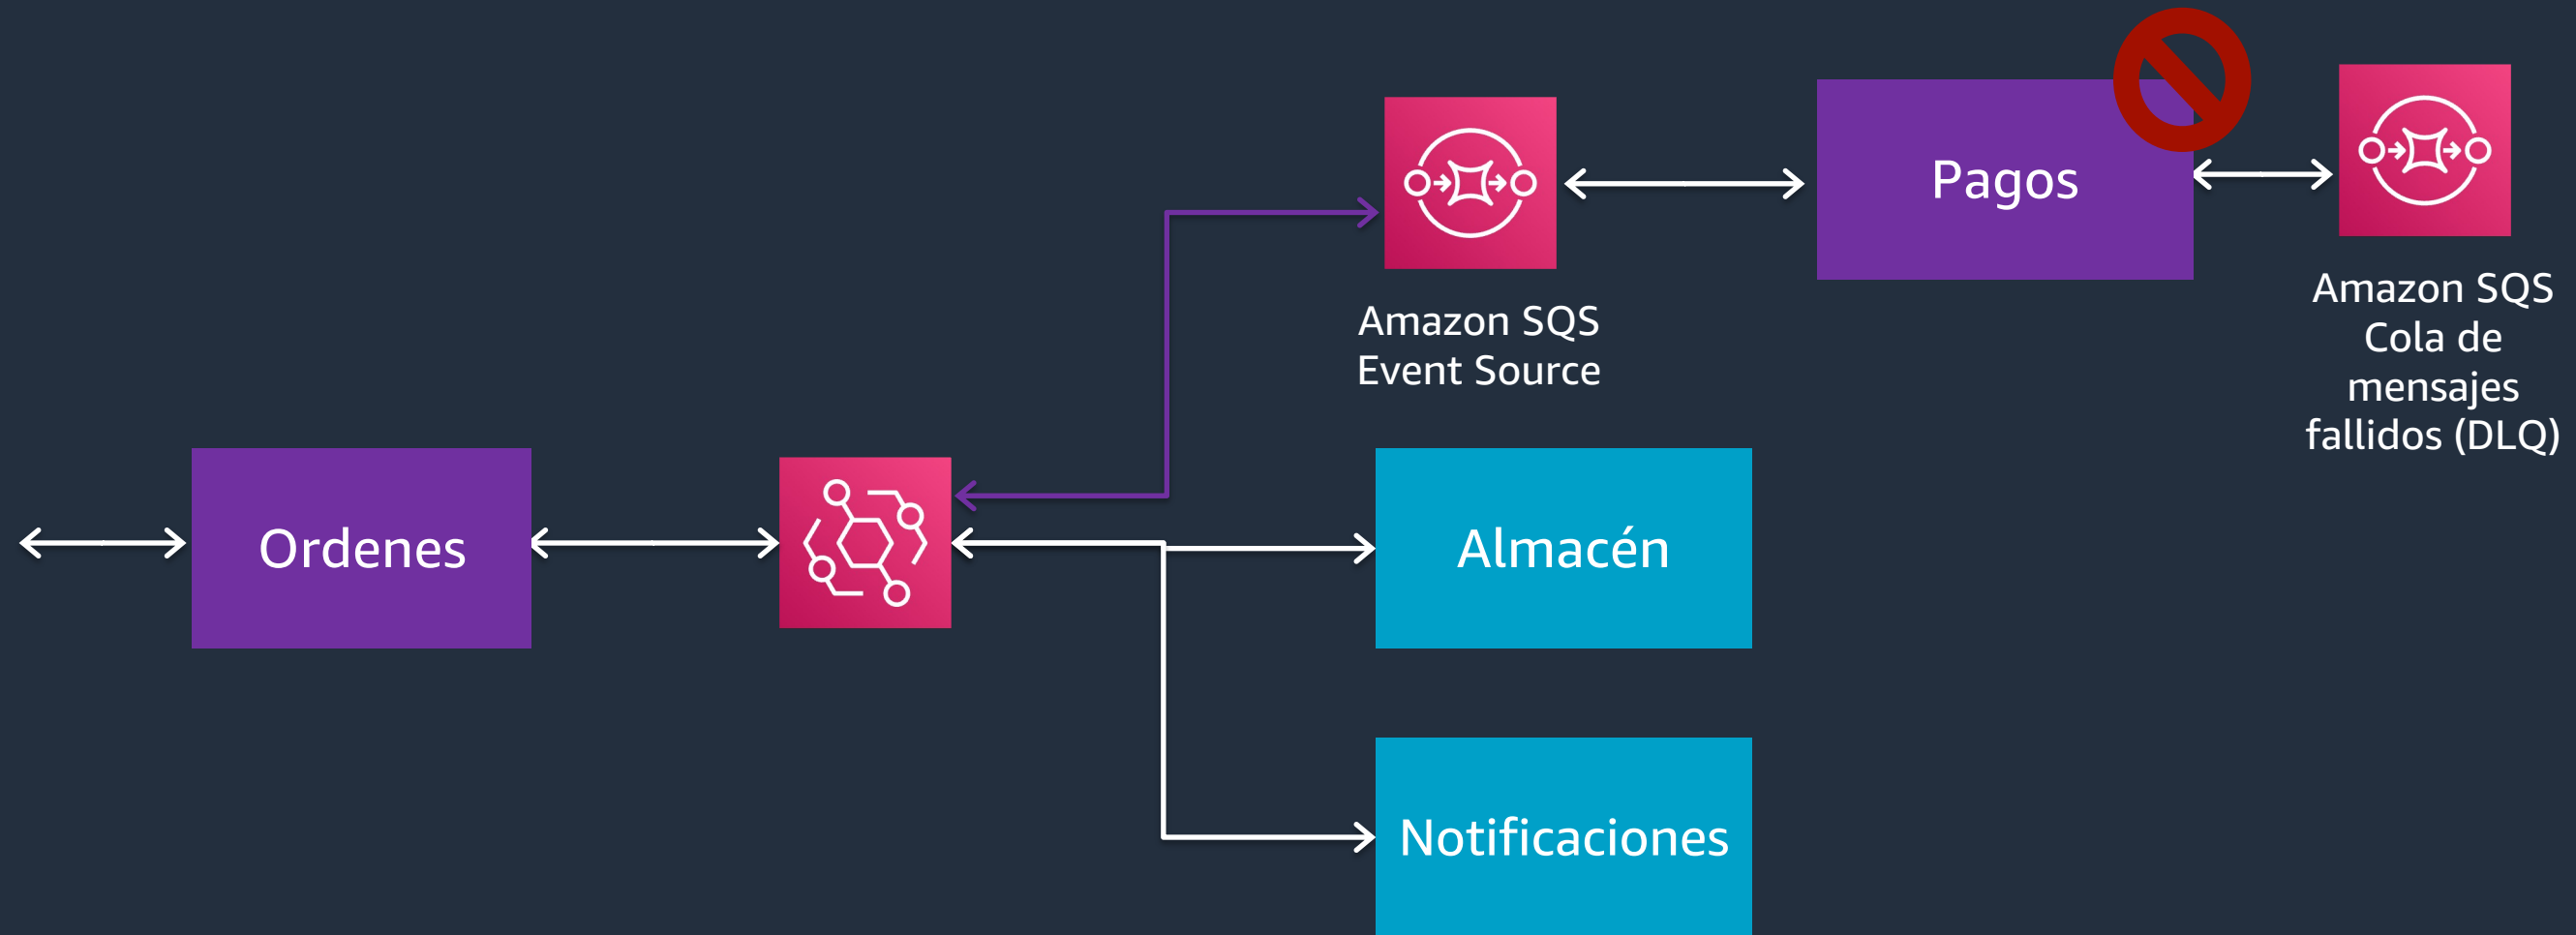 Pagos
Amazon SQS
Event Source
Amazon SQS
Cola de
mensajes
fallidos (DLQ)
Ordenes
Almacén
Notificaciones